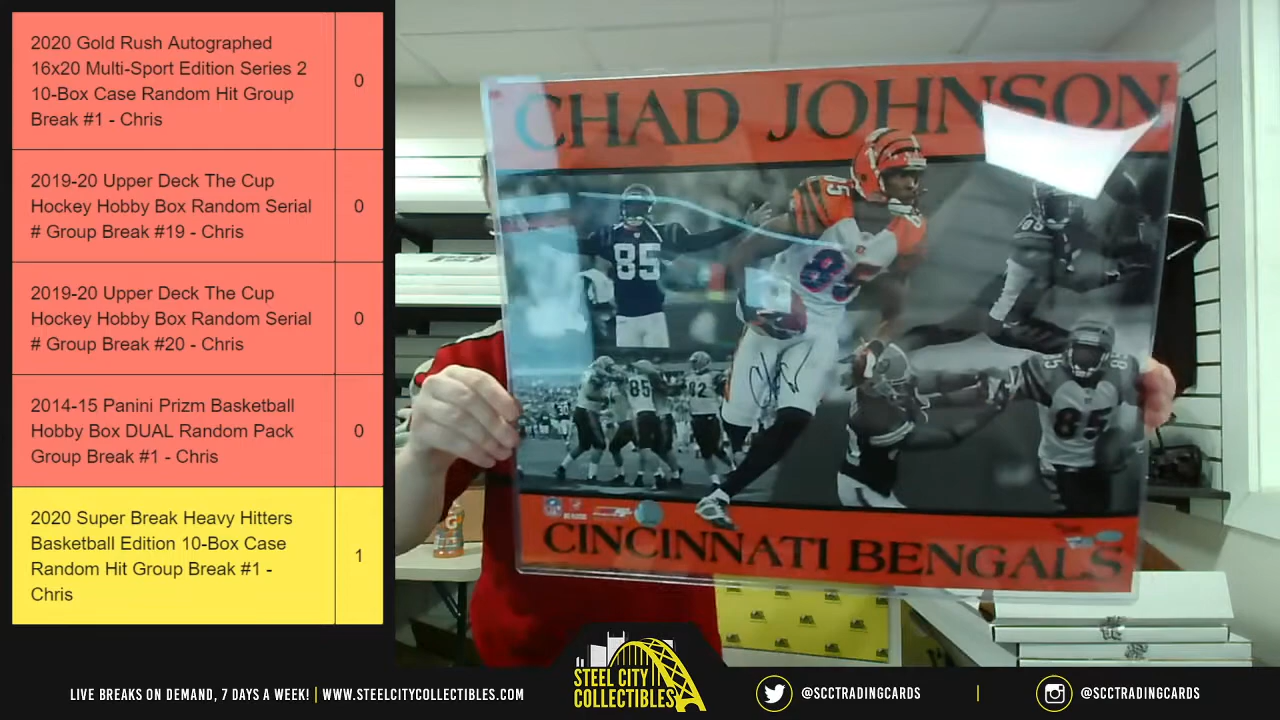 2020 Gold Rush Autographed
16x20 Multi-Sport Edition Series 2
10-Box Case Random Hit Group
Break #1 - Chris
0
2019-20 Upper Deck The Cup
Hockey Hobby Box Random Serial
# Group Break #19 - Chris
0
2019-20 Upper Deck The Cup
Hockey Hobby Box Random Serial
# Group Break #20 - Chris
0
2014-15 Panini Prizm Basketball
Hobby Box DUAL Random Pack
Group Break #1 - Chris
0
2020 Super Break Heavy Hitters
Basketball Edition 10-Box Case
Random Hit Group Break #1 -
Chris
1
CHAD JOHNSON
85
85
85
85
82
85
85
CINCINNATI BENGALS
STEEL CITY
COLLECTIBLES
LIVE BREAKS ON DEMAND, 7 DAYS A WEEK! | WWW.STEELCITYCOLLECTIBLES.COM
@SCCTRADINGCARDS | @SCCTRADINGCARDS